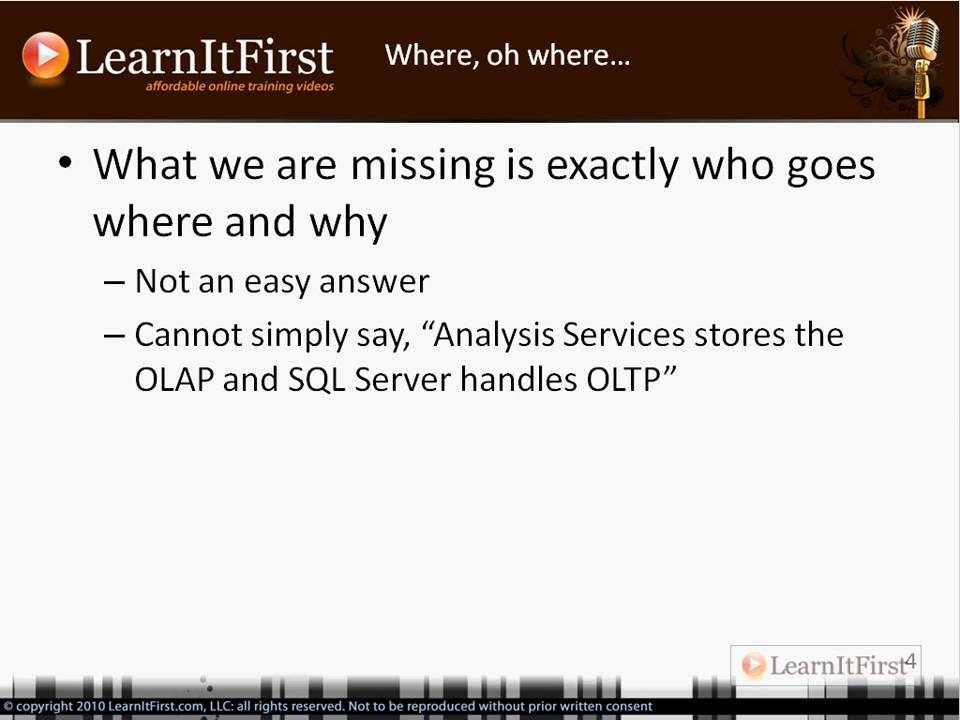 LearnItFirst
affordable online training videos
Where, oh where…
• What we are missing is exactly who goes
where and why
– Not an easy answer
– Cannot simply say, “Analysis Services stores the
OLAP and SQL Server handles OLTP”
LearnItFirst
4
© copyright 2010 LearnItFirst.com, LLC: all rights reserved. Not to be reproduced without prior written consent